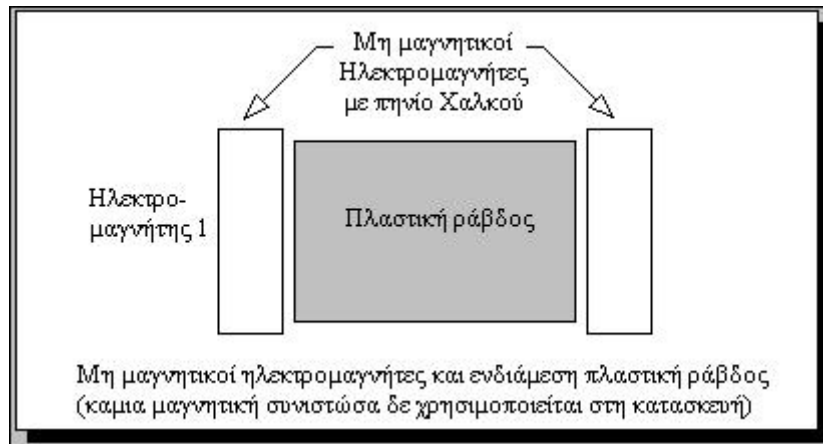 Μη μαγνητικοί
Ηλεκτρομαγνήτες
με πηνίο Χαλκού
Ηλεκτρο-
μαγνήτης 1
Πλαστική ράβδος
Μη μαγνητικοί ηλεκτρομαγνήτες και ενδιάμεση πλαστική ράβδος
(καμια μαγνητική συνιστώσα δε χρησιμοποιείται στη κατασκευή)